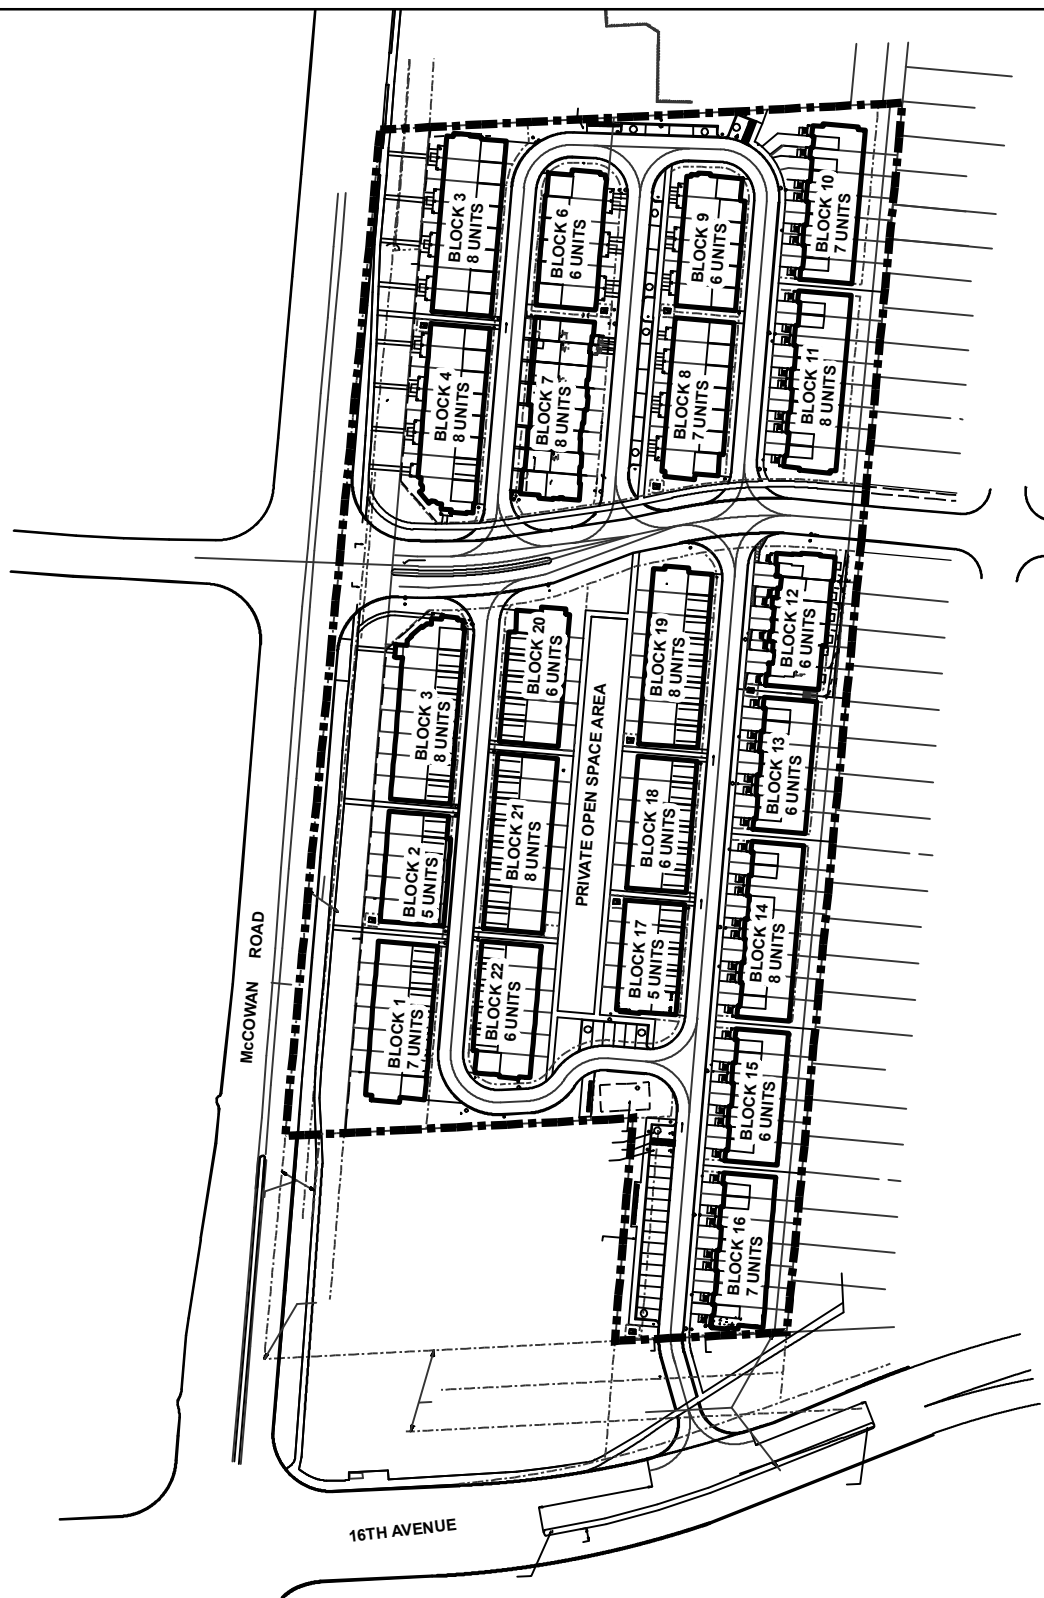 BLOCK 3
8 UNITS
BLOCK 6
6 UNITS
BLOCK 9
6 UNITS
BLOCK 10
7 UNITS
BLOCK 4
8 UNITS
BLOCK 7
8 UNITS
BLOCK 8
7 UNITS
BLOCK 11
8 UNITS
BLOCK 3
8 UNITS
BLOCK 20
6 UNITS
BLOCK 19
8 UNITS
BLOCK 12
6 UNITS
BLOCK 2
5 UNITS
BLOCK 21
8 UNITS
PRIVATE OPEN SPACE AREA
BLOCK 18
6 UNITS
BLOCK 13
6 UNITS
BLOCK 1
7 UNITS
BLOCK 22
6 UNITS
BLOCK 17
5 UNITS
BLOCK 14
8 UNITS
BLOCK 15
6 UNITS
BLOCK 16
7 UNITS
McCOWAN ROAD
16TH AVENUE